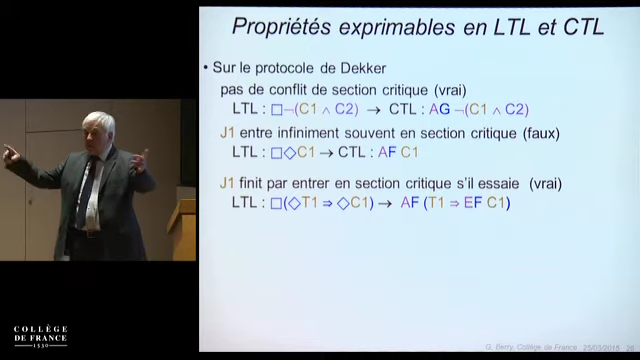 Propriétés exprimables en LTL et CTL
• Sur le protocole de Dekker
pas de conflit de section critique (vrai)
LTL : □¬(C1 ∧ C2) → CTL : AG ¬(C1 ∧ C2)
J1 entre infiniment souvent en section critique (faux)
LTL : □◇C1 → CTL : AF C1
J1 finit par entrer en section critique s'il essaie (vrai)
LTL : □(◇T1 ⇒ ◇C1) → AF (T1 ⇒ EF C1)
COLLÈGE
DE FRANCE
1530
G. Berry, Collège de France 25/03/2015 26